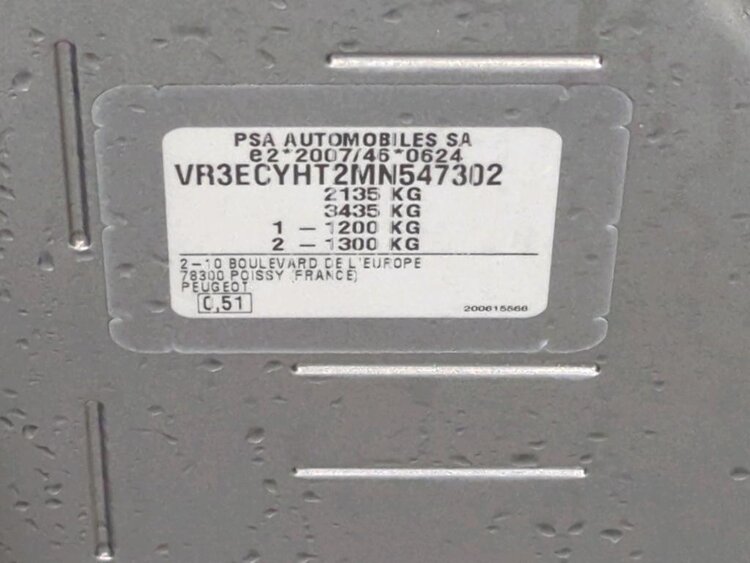 PSA AUTOMOBILES SA
e2*2007/46*0624
VR3ECYHT2MN547302
2135 KG
3435 KG
1 – 1200 KG
2 – 1300 KG
2–10 BOULEVARD DE L'EUROPE
78300 POISSY (FRANCE)
PEUGEOT
0,51
200615566